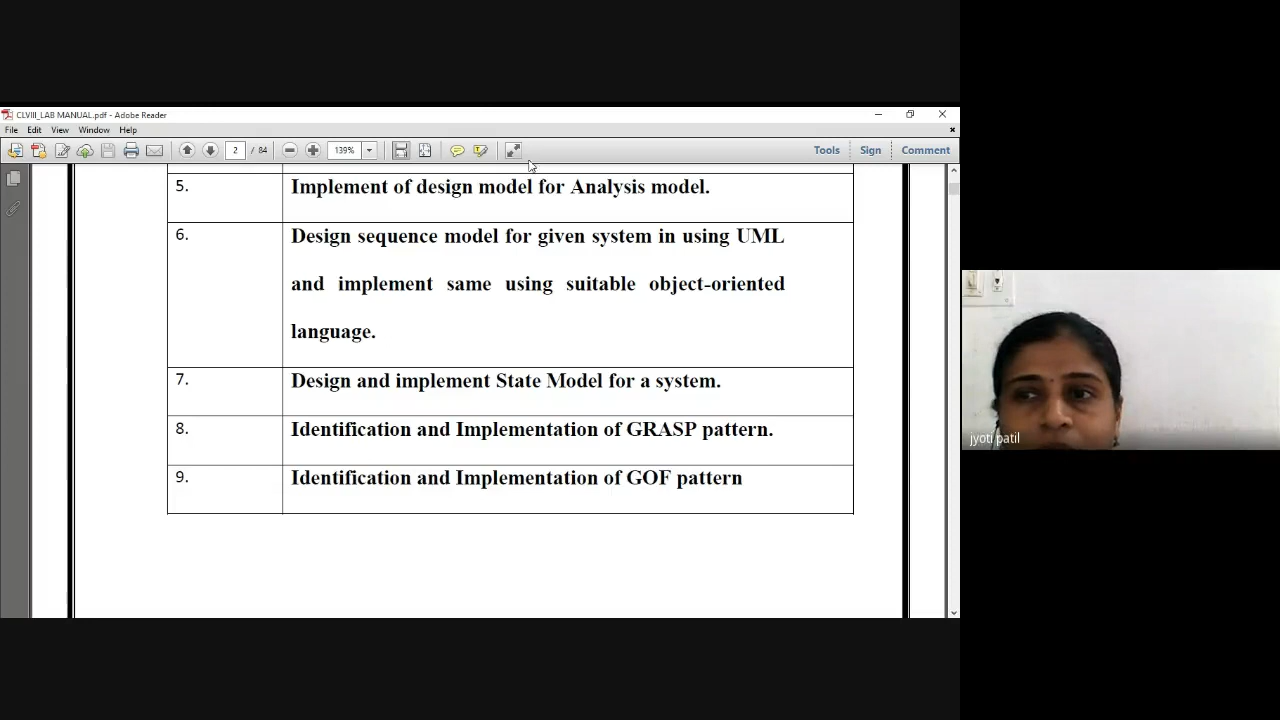 CLVIII_LAB MANUAL.pdf - Adobe Reader
File Edit View Window Help
2 / 84 139% Tools Sign Comment
5. Implement of design model for Analysis model.
6. Design sequence model for given system in using UML
and implement same using suitable object-oriented
language.
7. Design and implement State Model for a system.
8. Identification and Implementation of GRASP pattern.
9. Identification and Implementation of GOF pattern
jyoti patil